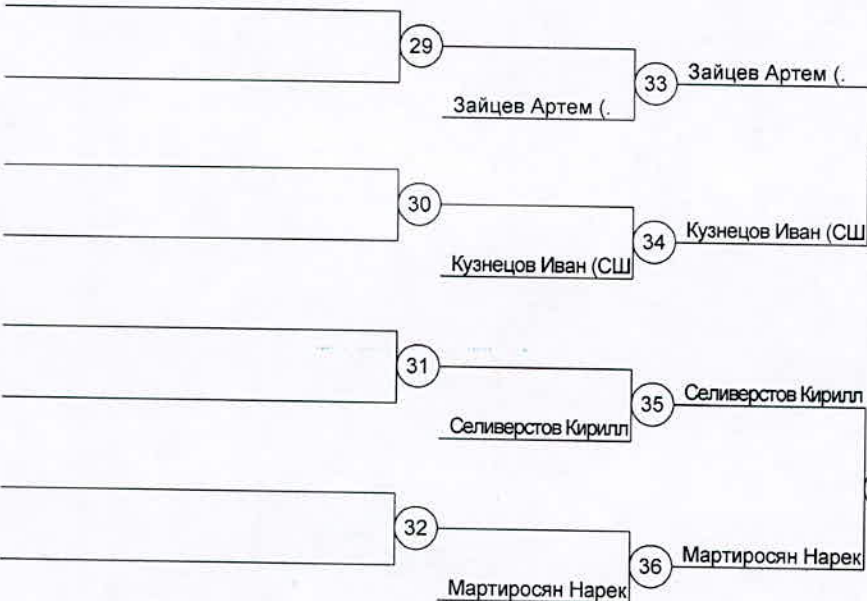 29
33
Зайцев Артем (.
Зайцев Артем (.
30
34
Кузнецов Иван (СШ
Кузнецов Иван (СШ
31
35
Селиверстов Кирилл
Селиверстов Кирилл
32
36
Мартиросян Нарек
Мартиросян Нарек